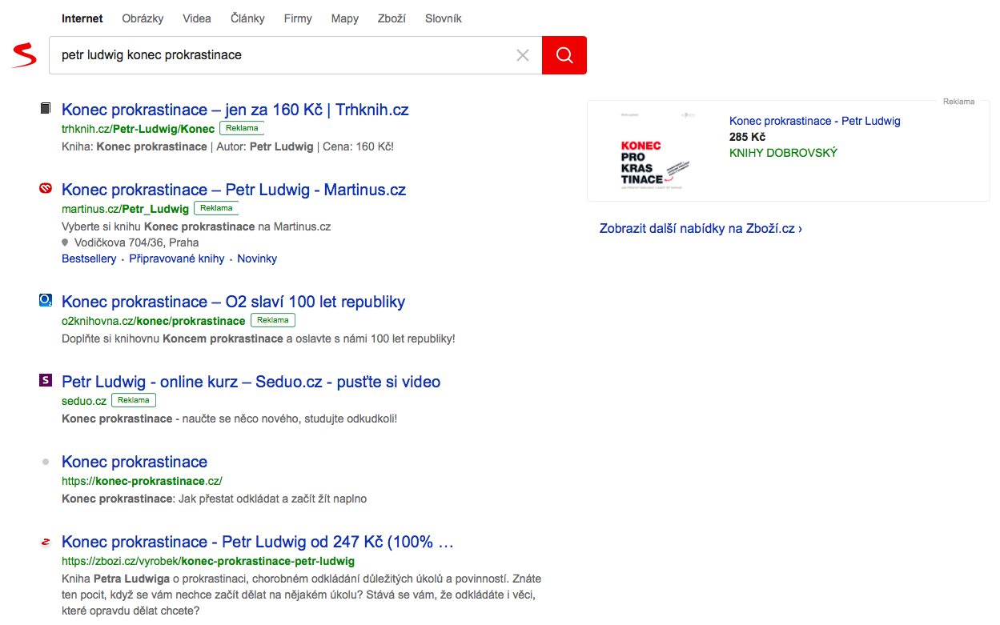 Internet Obrázky Videa Články Firmy Mapy Zboží Slovník
petr ludwig konec prokrastinace
Konec prokrastinace – jen za 160 Kč | Trhknih.cz
trhknih.cz/Petr-Ludwig/Konec Reklama
Kniha: Konec prokrastinace | Autor: Petr Ludwig | Cena: 160 Kč!
Konec prokrastinace – Petr Ludwig - Martinus.cz
martinus.cz/Petr_Ludwig Reklama
Vyberte si knihu Konec prokrastinace na Martinus.cz
Vodičkova 704/36, Praha
Bestsellery · Připravované knihy · Novinky
Konec prokrastinace – O2 slaví 100 let republiky
o2knihovna.cz/konec/prokrastinace Reklama
Doplňte si knihovnu Koncem prokrastinace a oslavte s námi 100 let republiky!
Petr Ludwig - online kurz – Seduo.cz - pusťte si video
seduo.cz Reklama
Konec prokrastinace - naučte se něco nového, studujte odkudkoli!
Konec prokrastinace
https://konec-prokrastinace.cz/
Konec prokrastinace: Jak přestat odkládat a začít žít naplno
Konec prokrastinace - Petr Ludwig od 247 Kč (100% …
https://zbozi.cz/vyrobek/konec-prokrastinace-petr-ludwig
Kniha Petra Ludwiga o prokrastinaci, chorobném odkládání důležitých úkolů a povinností. Znáte
ten pocit, když se vám nechce začít dělat na nějakém úkolu? Stává se vám, že odkládáte i věci,
které opravdu dělat chcete?
Reklama
KONEC
PRO
KRAS
TINACE
Konec prokrastinace - Petr Ludwig
285 Kč
KNIHY DOBROVSKÝ
Zobrazit další nabídky na Zboží.cz ›